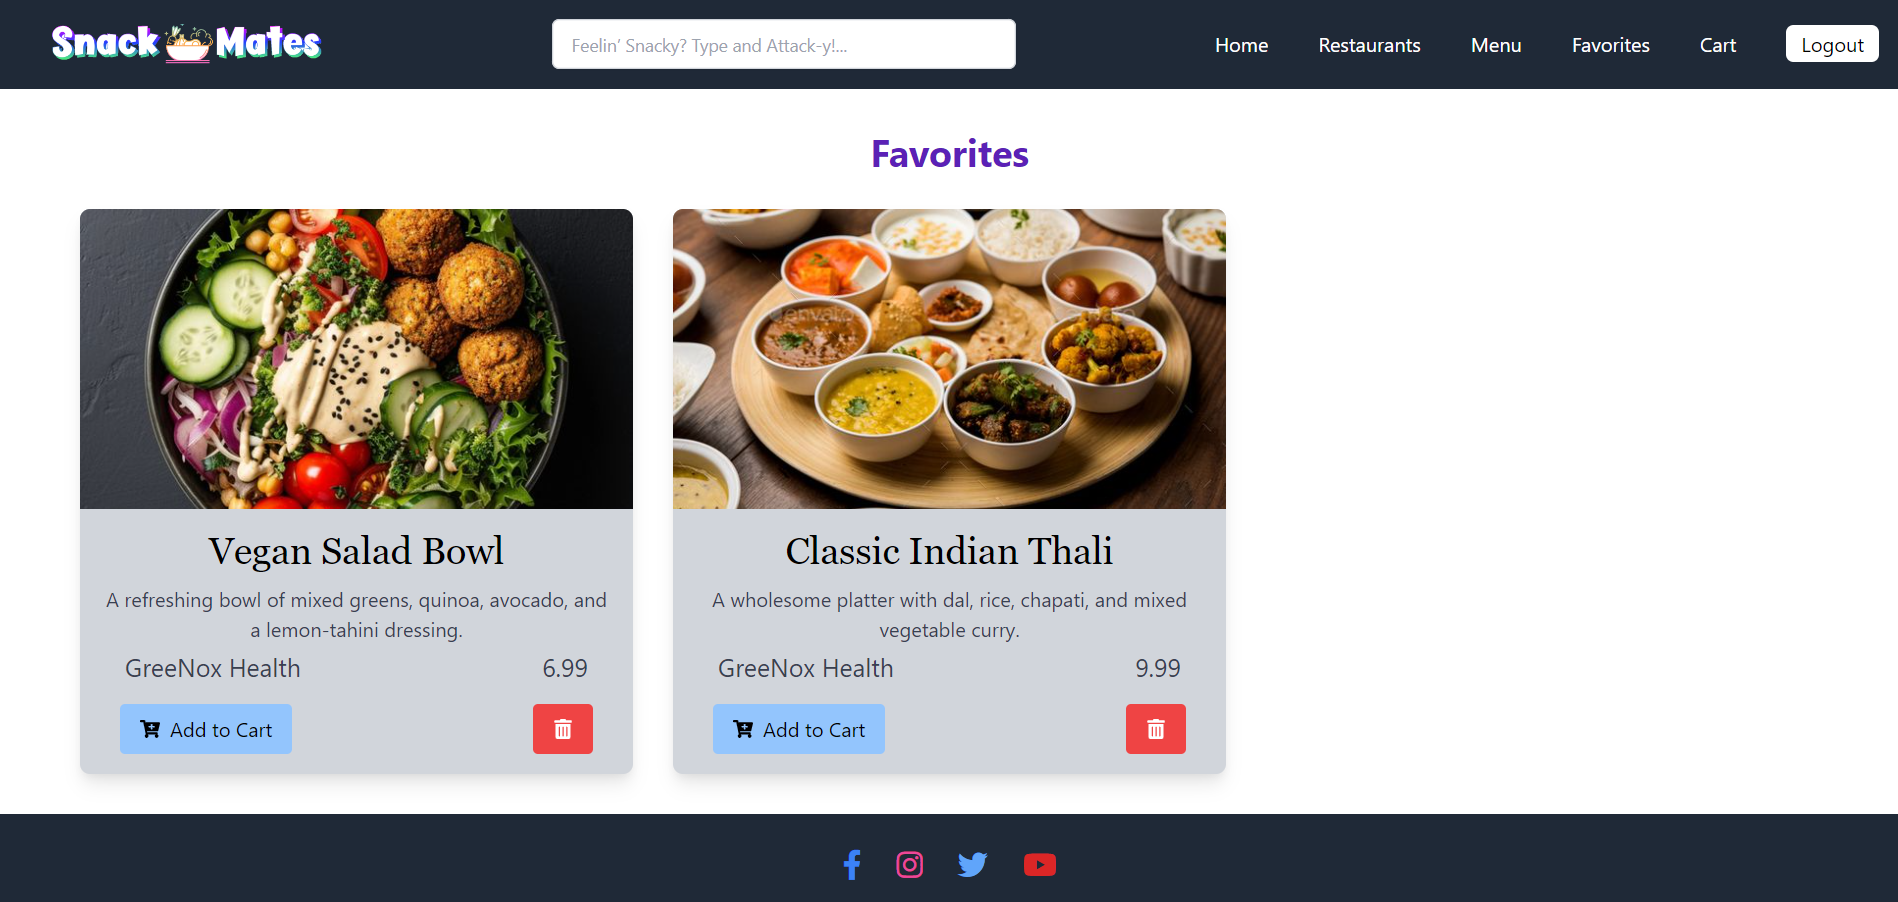 Snack Mates
Feelin’ Snacky? Type and Attack-y!...
Home
Restaurants
Menu
Favorites
Cart
Logout
Favorites
Vegan Salad Bowl
A refreshing bowl of mixed greens, quinoa, avocado, and
a lemon-tahini dressing.
GreeNox Health
6.99
Add to Cart
envato
Classic Indian Thali
A wholesome platter with dal, rice, chapati, and mixed
vegetable curry.
GreeNox Health
9.99
Add to Cart